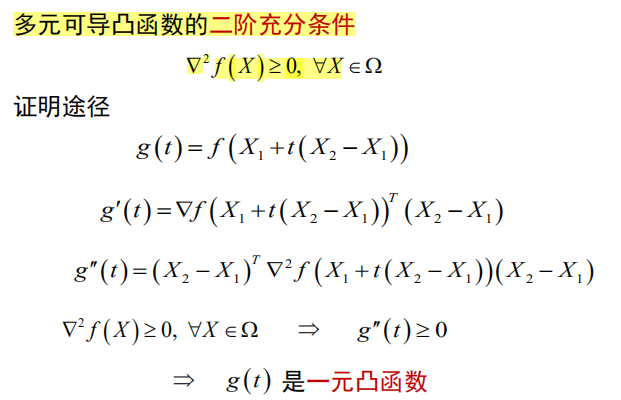 多元可导凸函数的二阶充分条件
∇²f(X)≥0, ∀X∈Ω
证明途径
g(t)=f(X₁+t(X₂−X₁))
g′(t)=∇f(X₁+t(X₂−X₁))ᵀ(X₂−X₁)
g″(t)=(X₂−X₁)ᵀ∇²f(X₁+t(X₂−X₁))(X₂−X₁)
∇²f(X)≥0, ∀X∈Ω ⇒ g″(t)≥0
⇒ g(t) 是一元凸函数